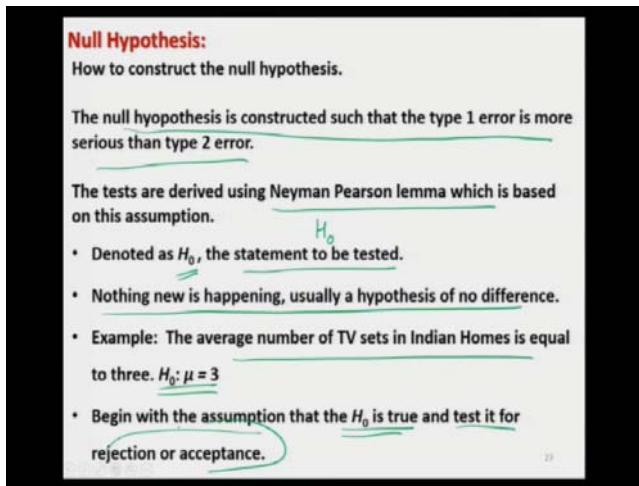 Null Hypothesis:
How to construct the null hypothesis.
The null hyopothesis is constructed such that the type 1 error is more
serious than type 2 error.
The tests are derived using Neyman Pearson lemma which is based
on this assumption.
H₀
• Denoted as H₀, the statement to be tested.
• Nothing new is happening, usually a hypothesis of no difference.
• Example: The average number of TV sets in Indian Homes is equal
to three. H₀: μ = 3
• Begin with the assumption that the H₀ is true and test it for
rejection or acceptance.